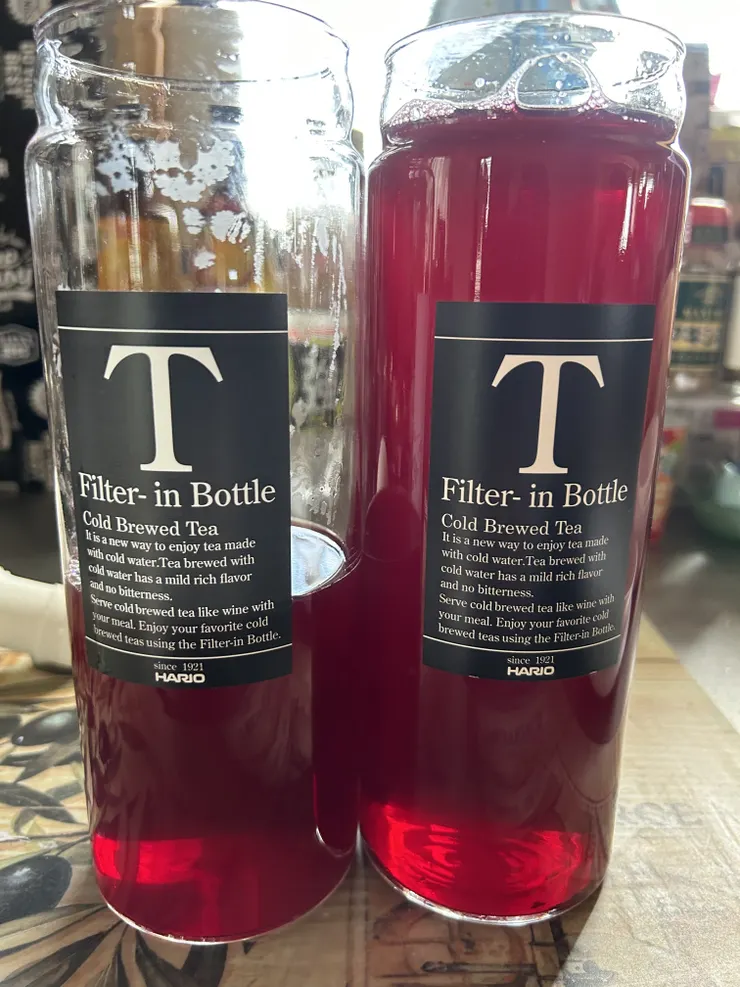 T
Filter- in Bottle
Cold Brewed Tea
It is a new way to enjoy tea made
with cold water.Tea brewed with
cold water has a mild rich flavor
and no bitterness.
Serve cold brewed tea like wine with
your meal. Enjoy your favorite cold
brewed teas using the Filter-in Bottle.
since 1921
HARIO
T
Filter- in Bottle
Cold Brewed Tea
It is a new way to enjoy tea made
with cold water.Tea brewed with
cold water has a mild rich flavor
and no bitterness.
Serve cold brewed tea like wine with
your meal. Enjoy your favorite cold
brewed teas using the Filter-in Bottle.
since 1921
HARIO